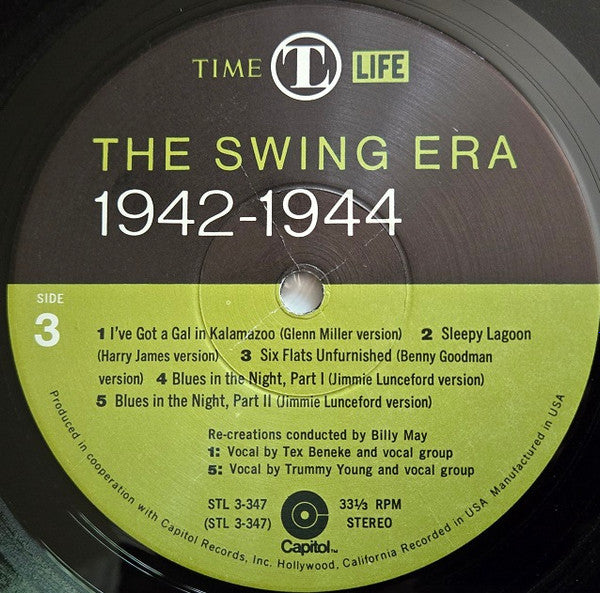 TIME TL LIFE
THE SWING ERA
1942-1944
SIDE
3
1 I've Got a Gal in Kalamazoo (Glenn Miller version) 2 Sleepy Lagoon
(Harry James version) 3 Six Flats Unfurnished (Benny Goodman
version) 4 Blues in the Night, Part I (Jimmie Lunceford version)
5 Blues in the Night, Part II (Jimmie Lunceford version)
Re-creations conducted by Billy May
1: Vocal by Tex Beneke and vocal group
5: Vocal by Trummy Young and vocal group
STL 3-347 33⅓ RPM
(STL 3-347) STEREO
Capitol™
Produced in cooperation with Capitol Records, Inc. Hollywood, California Recorded in USA Manufactured in USA